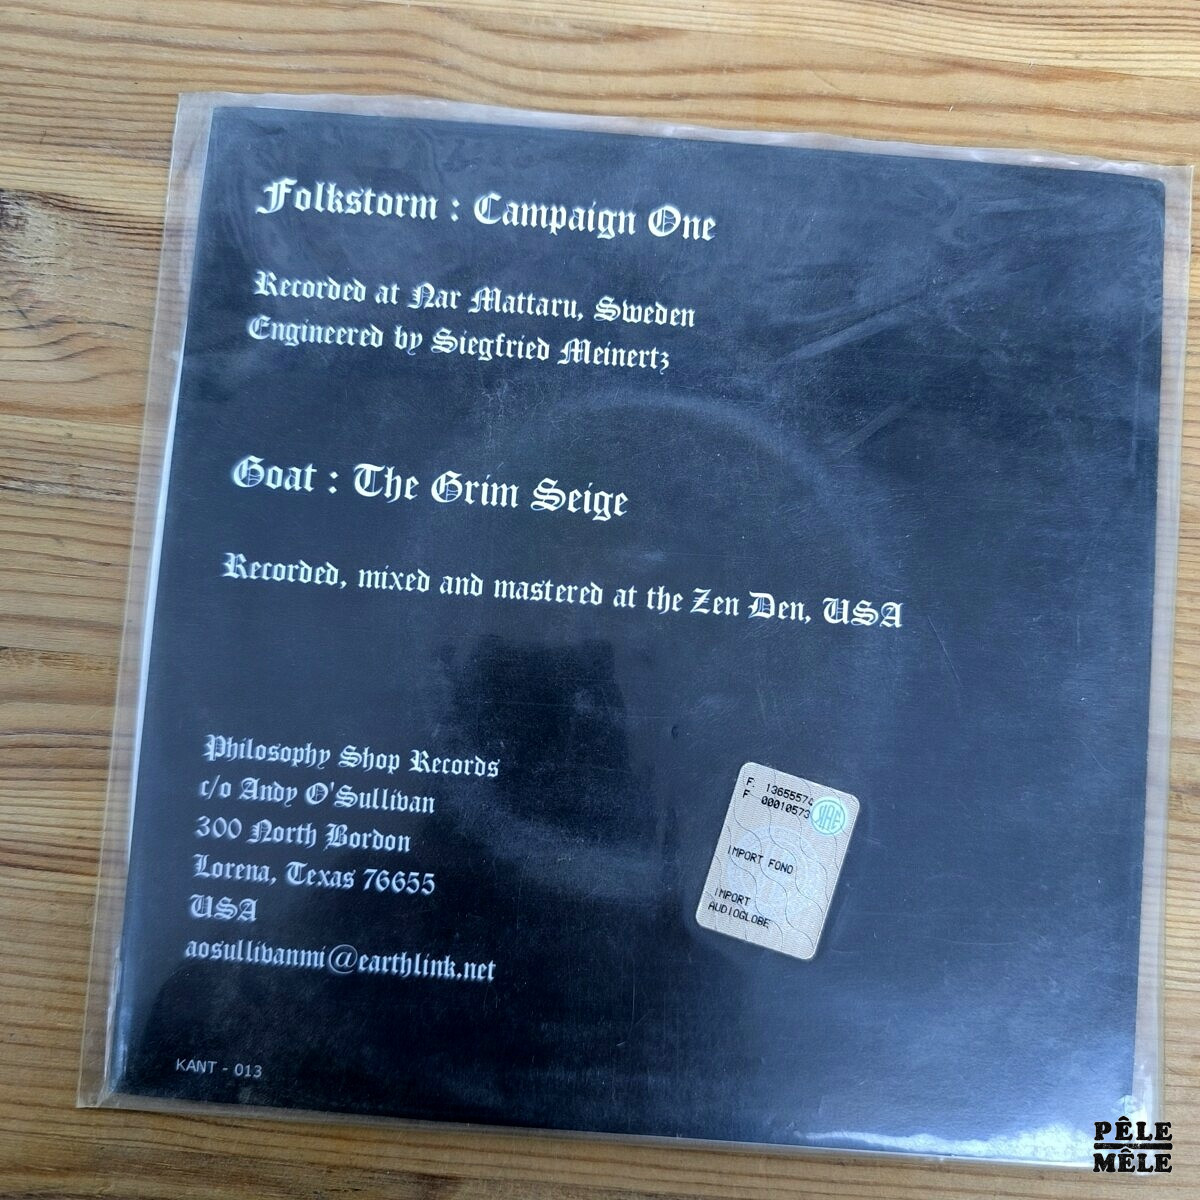 Folkstorm : Campaign One
Recorded at Nar Mattaru, Sweden
Engineered by Siegfried Meinertz
Goat : The Grim Seige
Recorded, mixed and mastered at the Zen Den, USA
Philosophy Shop Records
c/o Andy O'Sullivan
300 North Bordon
Lorena, Texas 76655
USA
aosullivanmi@earthlink.net
KANT - 013
F. 1365557
F 00010573
IMPORT FONO
IMPORT
AUDIOGLOBE
PÊLE
MÊLE